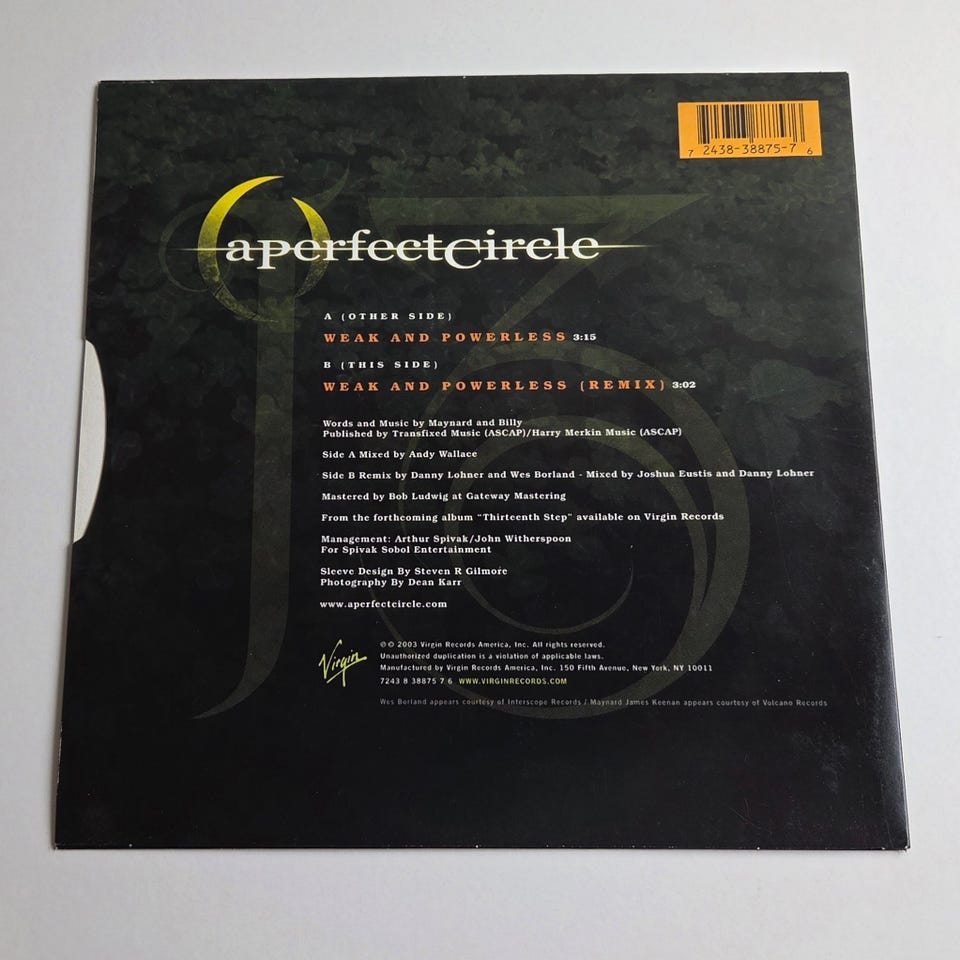 7 2438-38875-7 6
aperfectcircle
A (OTHER SIDE)
WEAK AND POWERLESS 3:15
B (THIS SIDE)
WEAK AND POWERLESS (REMIX) 3:02
Words and Music by Maynard and Billy
Published by Transfixed Music (ASCAP)/Harry Merkin Music (ASCAP)
Side A Mixed by Andy Wallace
Side B Remix by Danny Lohner and Wes Borland - Mixed by Joshua Eustis and Danny Lohner
Mastered by Bob Ludwig at Gateway Mastering
From the forthcoming album "Thirteenth Step" available on Virgin Records
Management: Arthur Spivak/John Witherspoon
For Spivak Sobol Entertainment
Sleeve Design By Steven R Gilmore
Photography By Dean Karr
www.aperfectcircle.com
Virgin
℗© 2003 Virgin Records America, Inc. All rights reserved.
Unauthorized duplication is a violation of applicable laws.
Manufactured by Virgin Records America, Inc. 150 Fifth Avenue, New York, NY 10011
7243 8 38875 7 6 WWW.VIRGINRECORDS.COM
Wes Borland appears courtesy of Interscope Records / Maynard James Keenan appears courtesy of Volcano Records